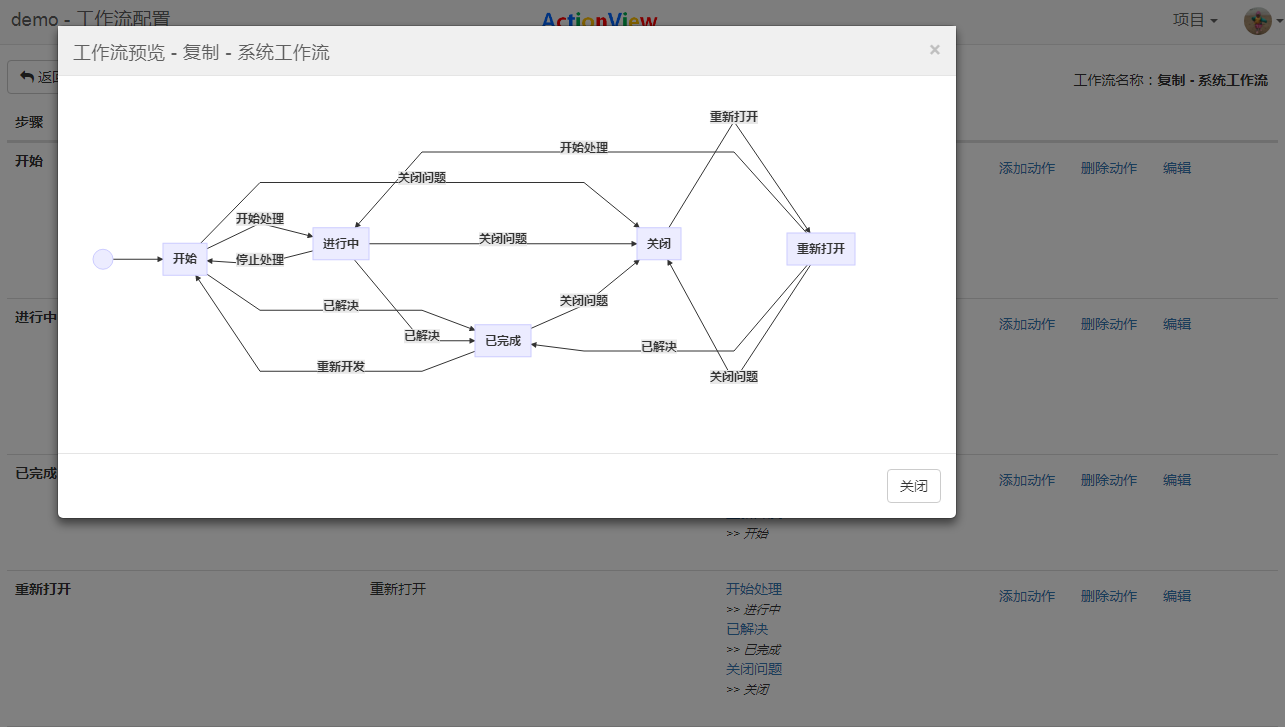 demo - 工作流配置
ActionView
项目
工作流预览 - 复制 - 系统工作流
×
返回
工作流名称：复制 - 系统工作流
步骤
开始
添加动作 删除动作 编辑
重新打开
开始处理
关闭问题
开始处理
进行中
关闭问题
关闭
重新打开
开始
停止处理
已解决
关闭问题
已解决
已完成
已解决
重新开发
关闭问题
进行中
添加动作 删除动作 编辑
已完成
添加动作 删除动作 编辑
关闭
>> 开始
重新打开 重新打开 开始处理
添加动作 删除动作 编辑
>> 进行中
已解决
>> 已完成
关闭问题
>> 关闭